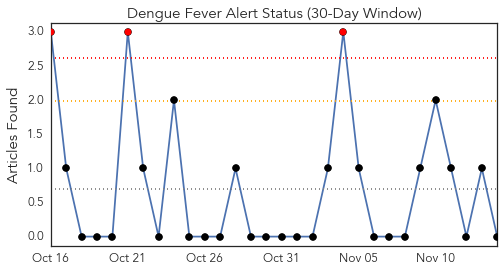 Dengue Fever Alert Status (30-Day Window)
Articles Found
3.0
2.5
2.0
1.5
1.0
0.5
0.0
Oct 16
Oct 21
Oct 26
Oct 31
Nov 05
Nov 10